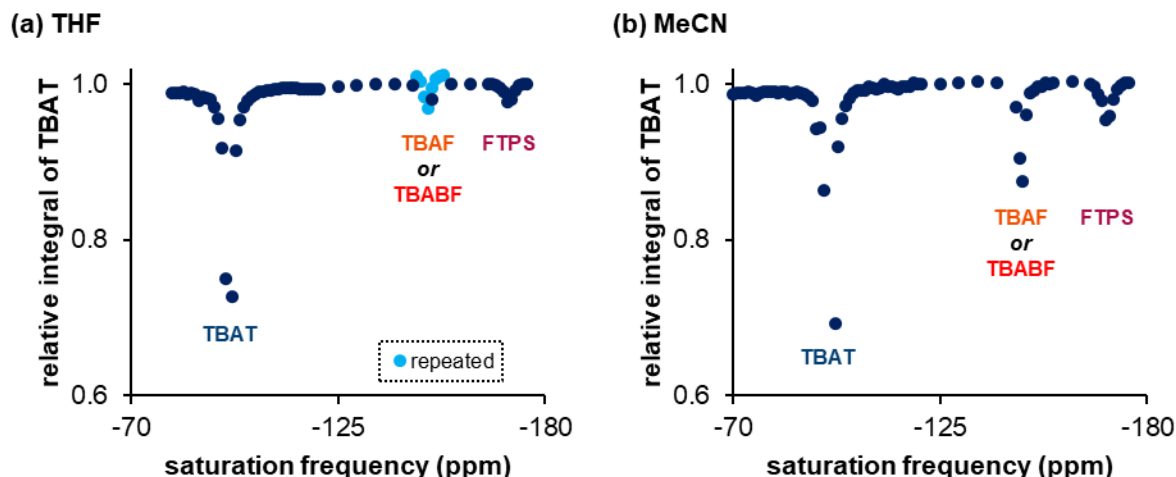 (a) THF
relative integral of TBAT
1.0
0.8
0.6
-70
-125
-180
saturation frequency (ppm)
TBAT
TBAF
or
TBABF
FTPS
repeated
(b) MeCN
relative integral of TBAT
1.0
0.8
0.6
-70
-125
-180
saturation frequency (ppm)
TBAT
TBAF
or
TBABF
FTPS